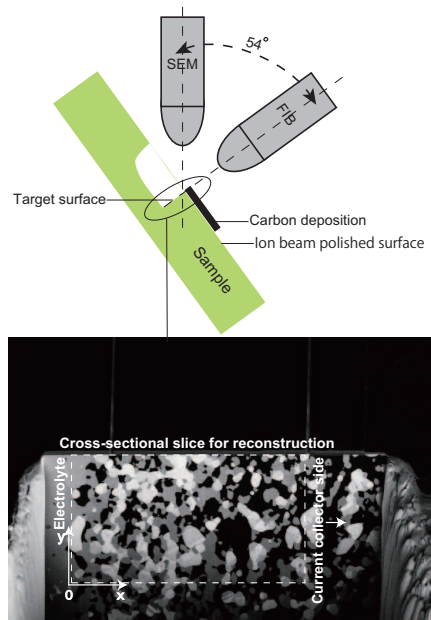 54°
SEM
FIB
Target surface
Carbon deposition
Ion beam polished surface
Sample
Cross-sectional slice for reconstruction
Electrolyte
Current collector side
y
0
x